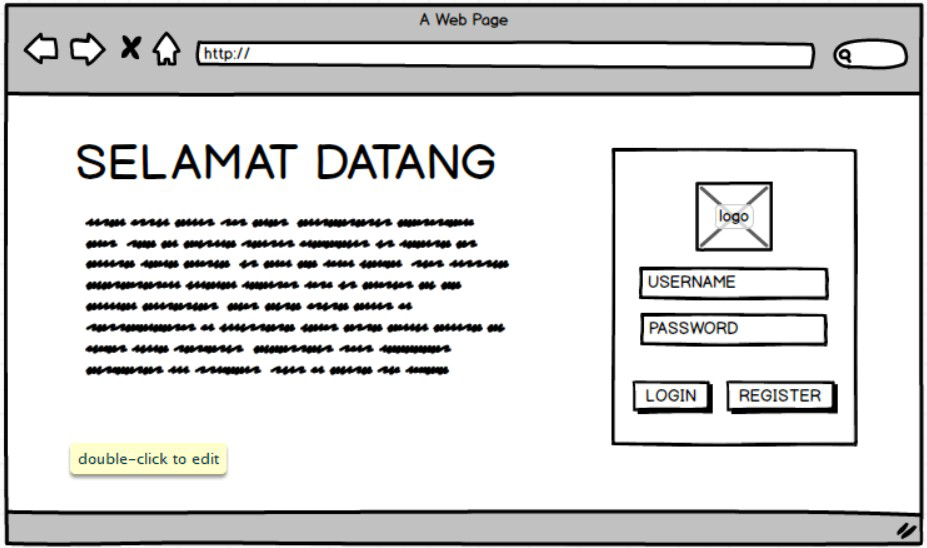 A Web Page
http://
SELAMAT DATANG
logo
USERNAME
PASSWORD
LOGIN
REGISTER
double-click to edit